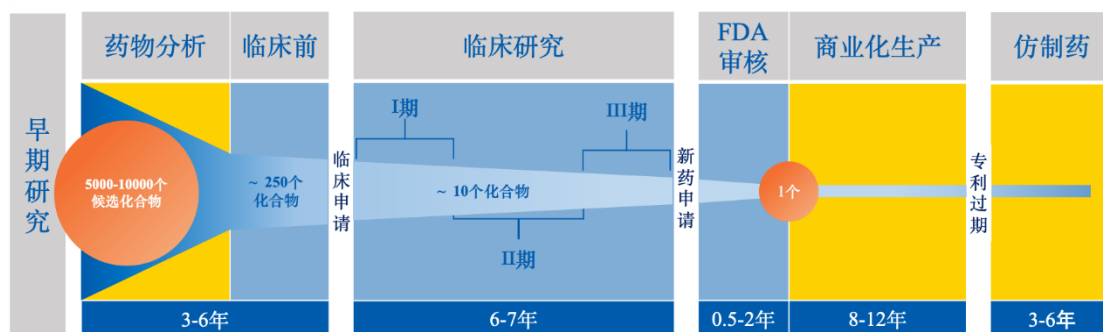 早期研究
药物分析
临床前
临床研究
FDA
审核
商业化生产
仿制药
5000-10000个
候选化合物
~ 250个
化合物
临床申请
I期
~ 10个化合物
II期
III期
新药申请
1个
专利过期
3-6年
6-7年
0.5-2年
8-12年
3-6年